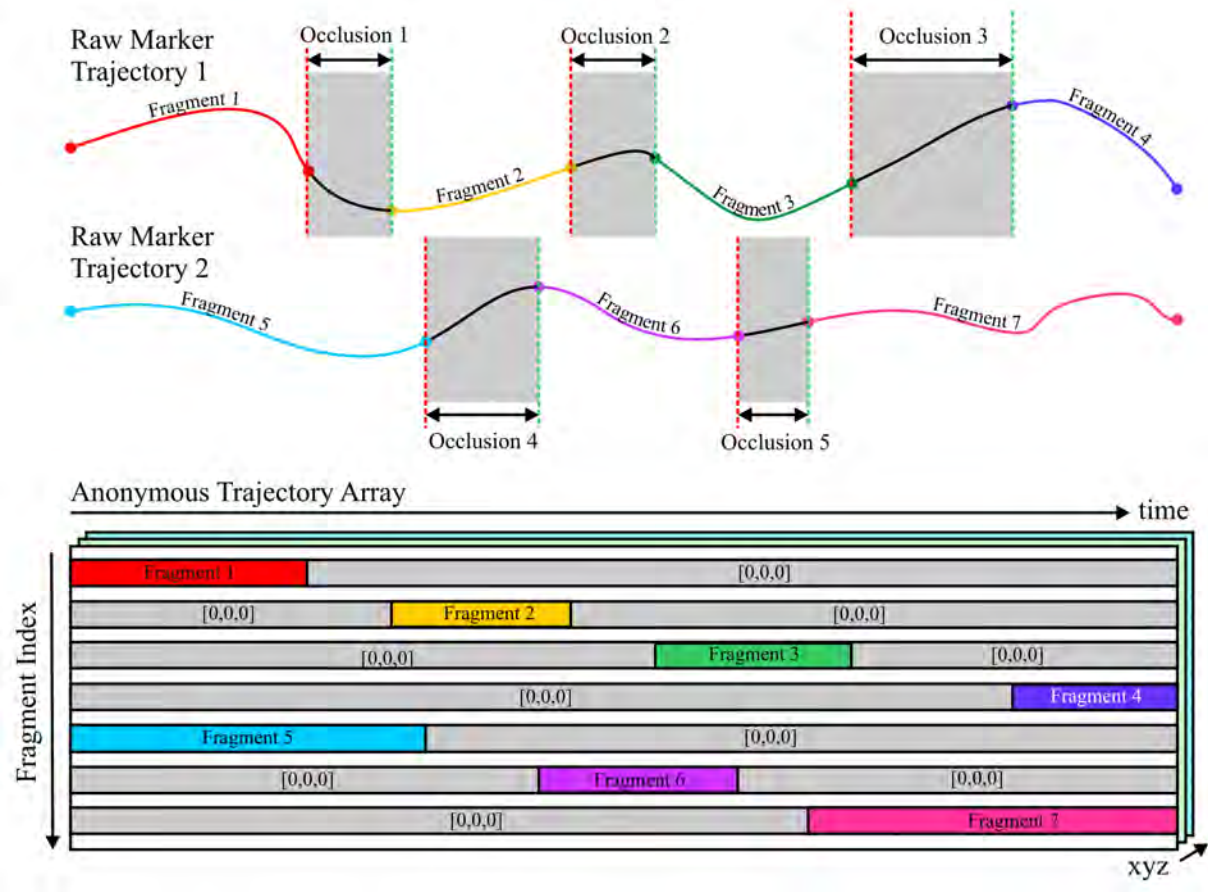 Raw Marker
Trajectory 1
Occlusion 1
Occlusion 2
Occlusion 3
Fragment 1
Fragment 2
Fragment 3
Fragment 4
Raw Marker
Trajectory 2
Fragment 5
Fragment 6
Fragment 7
Occlusion 4
Occlusion 5
Anonymous Trajectory Array
time
Fragment Index
Fragment 1 [0,0,0]
[0,0,0] Fragment 2 [0,0,0]
[0,0,0] Fragment 3 [0,0,0]
[0,0,0] Fragment 4
Fragment 5 [0,0,0]
[0,0,0] Fragment 6 [0,0,0]
[0,0,0] Fragment 7
xyz